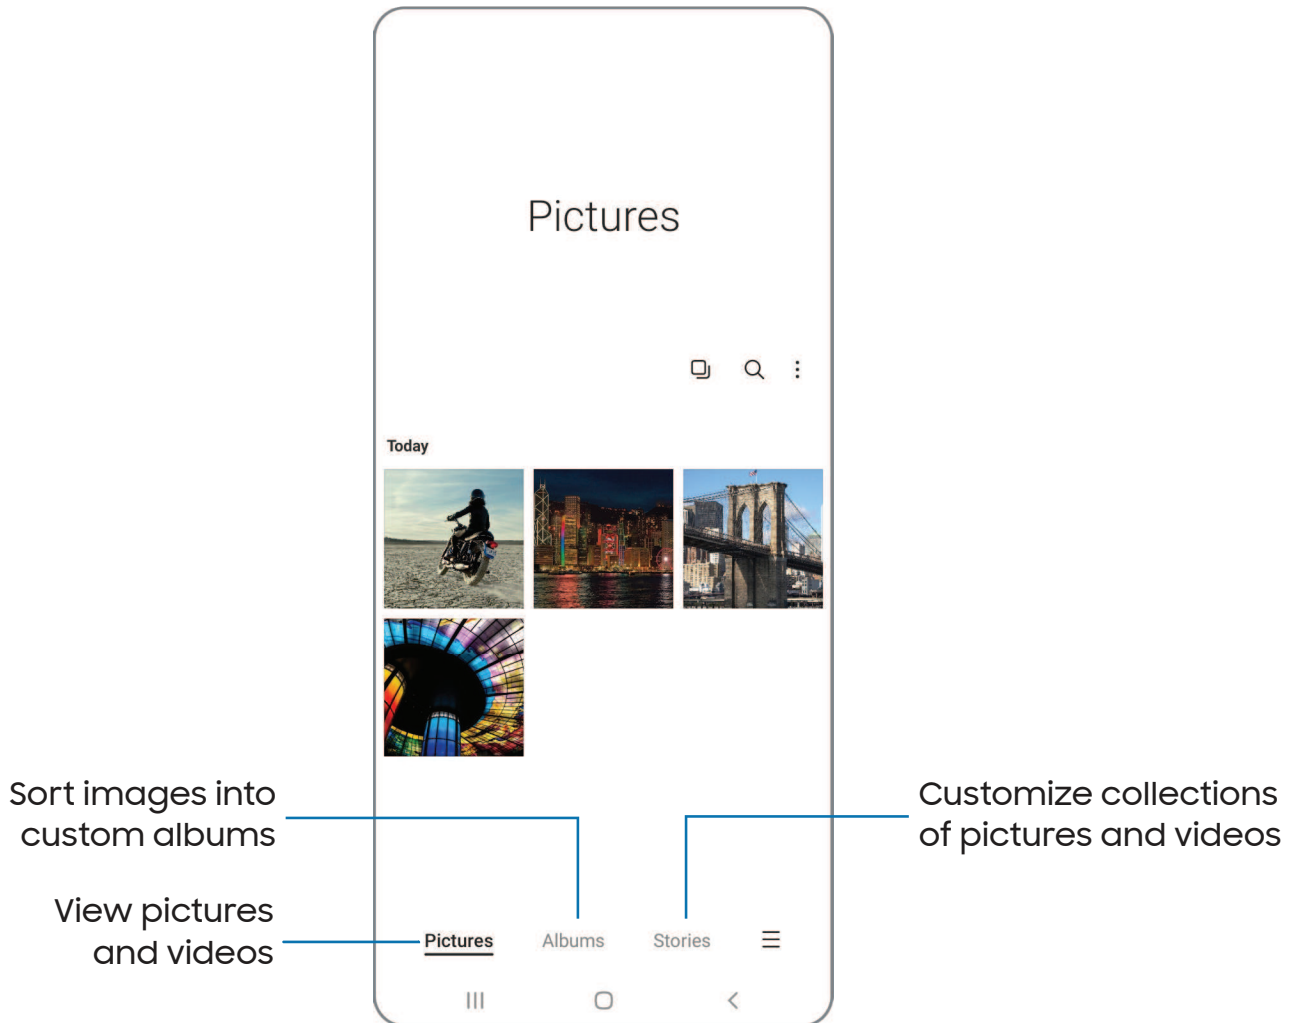 Pictures
Today
Sort images into
custom albums
Customize collections
of pictures and videos
View pictures
and videos
Pictures
Albums
Stories